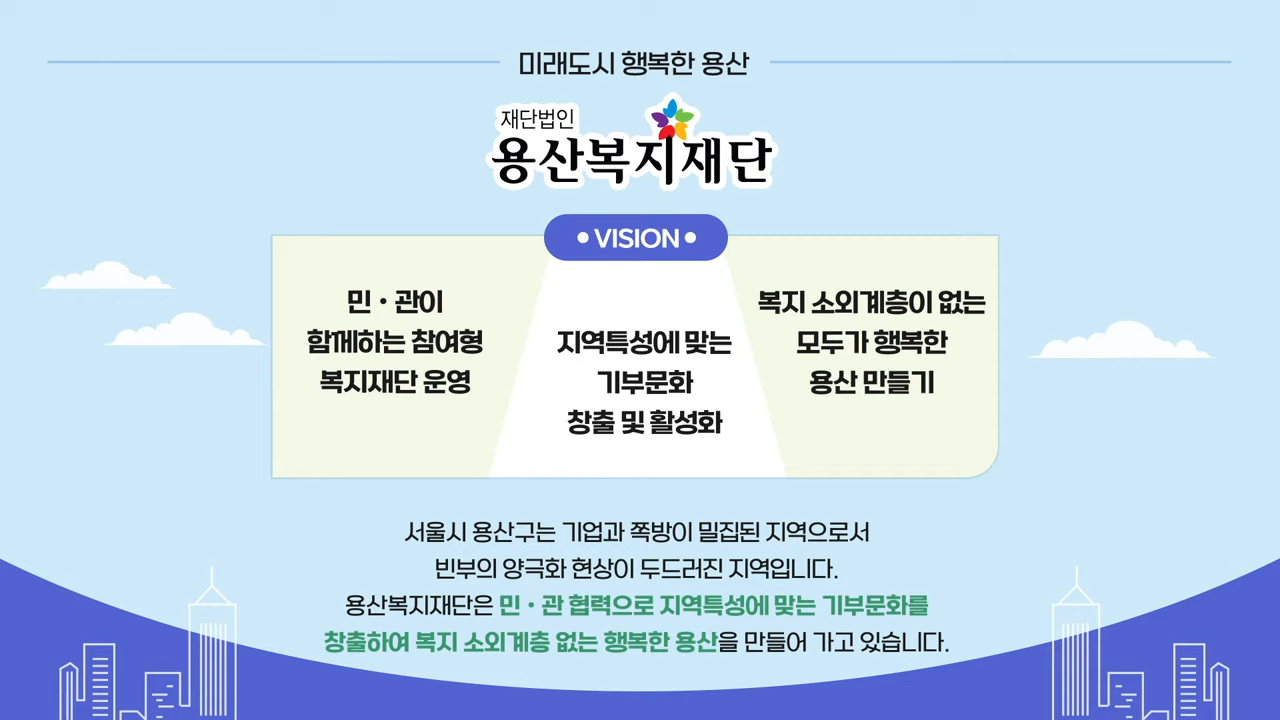 미래도시 행복한 용산
재단법인
용산복지재단
VISION
민・관이
함께하는 참여형
복지재단 운영
지역특성에 맞는
기부문화
창출 및 활성화
복지 소외계층이 없는
모두가 행복한
용산 만들기
서울시 용산구는 기업과 쪽방이 밀집된 지역으로서
빈부의 양극화 현상이 두드러진 지역입니다.
용산복지재단은 민・관 협력으로 지역특성에 맞는 기부문화를
창출하여 복지 소외계층 없는 행복한 용산을 만들어 가고 있습니다.